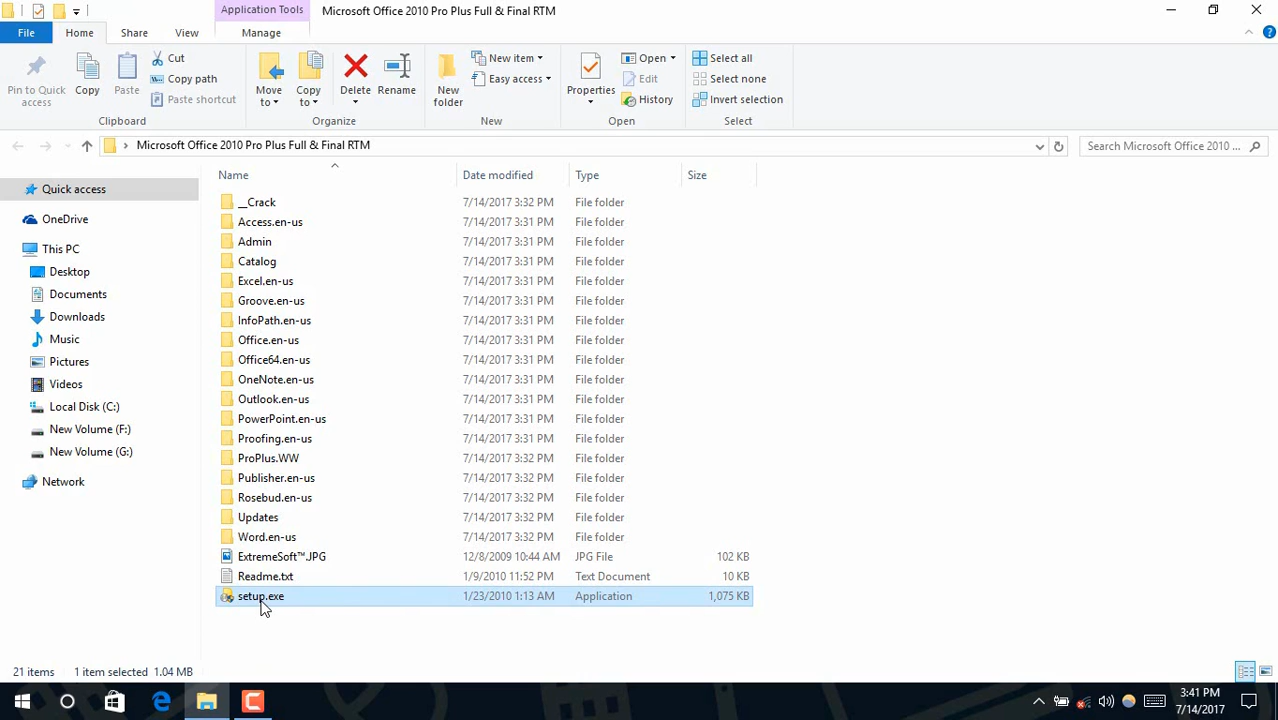 Application Tools
Microsoft Office 2010 Pro Plus Full & Final RTM
File
Home
Share
View
Manage
Pin to Quick access
Copy
Paste
Cut
Copy path
Paste shortcut
Clipboard
Move to
Copy to
Delete
Rename
Organize
New folder
New item
Easy access
New
Properties
Open
Edit
History
Open
Select all
Select none
Invert selection
Select
Microsoft Office 2010 Pro Plus Full & Final RTM
Search Microsoft Office 2010 ...
Quick access
OneDrive
This PC
Desktop
Documents
Downloads
Music
Pictures
Videos
Local Disk (C:)
New Volume (F:)
New Volume (G:)
Network
Name Date modified Type Size
__Crack 7/14/2017 3:32 PM File folder
Access.en-us 7/14/2017 3:31 PM File folder
Admin 7/14/2017 3:31 PM File folder
Catalog 7/14/2017 3:31 PM File folder
Excel.en-us 7/14/2017 3:31 PM File folder
Groove.en-us 7/14/2017 3:31 PM File folder
InfoPath.en-us 7/14/2017 3:31 PM File folder
Office.en-us 7/14/2017 3:31 PM File folder
Office64.en-us 7/14/2017 3:31 PM File folder
OneNote.en-us 7/14/2017 3:31 PM File folder
Outlook.en-us 7/14/2017 3:31 PM File folder
PowerPoint.en-us 7/14/2017 3:31 PM File folder
Proofing.en-us 7/14/2017 3:31 PM File folder
ProPlus.WW 7/14/2017 3:32 PM File folder
Publisher.en-us 7/14/2017 3:32 PM File folder
Rosebud.en-us 7/14/2017 3:32 PM File folder
Updates 7/14/2017 3:32 PM File folder
Word.en-us 7/14/2017 3:32 PM File folder
ExtremeSoft™.JPG 12/8/2009 10:44 AM JPG File 102 KB
Readme.txt 1/9/2010 11:52 PM Text Document 10 KB
setup.exe 1/23/2010 1:13 AM Application 1,075 KB
21 items 1 item selected 1.04 MB
3:41 PM
7/14/2017